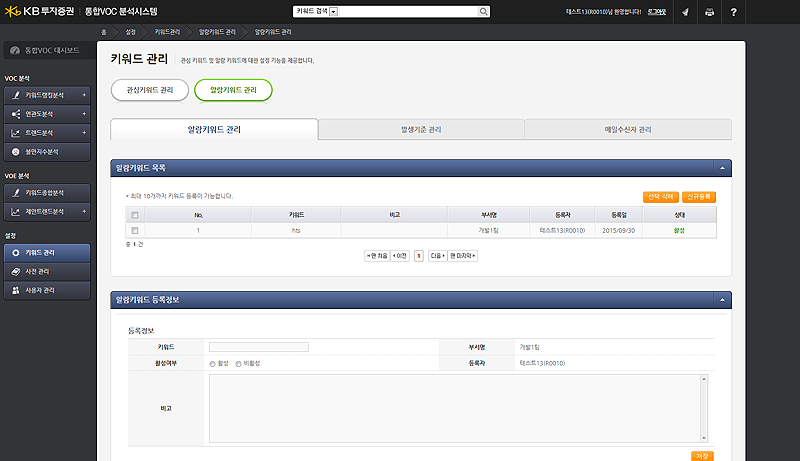 KB 투자증권 통합VOC 분석시스템
키워드 검색
테스트13(R0010)님 환영합니다! 로그아웃
?
홈 설정 키워드관리 알람키워드 관리 알람키워드 관리
통합VOC 대시보드
VOC 분석
키워드랭킹분석 +
연관도분석 +
트렌드분석 +
불만지수분석
VOE 분석
키워드종합분석 +
제안트렌드분석 +
설정
키워드 관리
사전 관리
사용자 관리
키워드 관리 관심 키워드 및 알람 키워드에 대한 설정 기능을 제공합니다.
관심키워드 관리 알람키워드 관리
알람키워드 관리 발생기준 관리 메일수신자 관리
알람키워드 목록
* 최대 10개까지 키워드 등록이 가능합니다. 선택 삭제 신규등록
No. 키워드 비고 부서명 등록자 등록일 상태
1 hts 개발1팀 테스트13(R0010) 2015/09/30 활성
총 1 건
맨 처음 이전 1 다음 맨 마지막
알람키워드 등록정보
등록정보
키워드 부서명 개발1팀
활성여부 활성 비활성 등록자 테스트13(R0010)
비고
저장